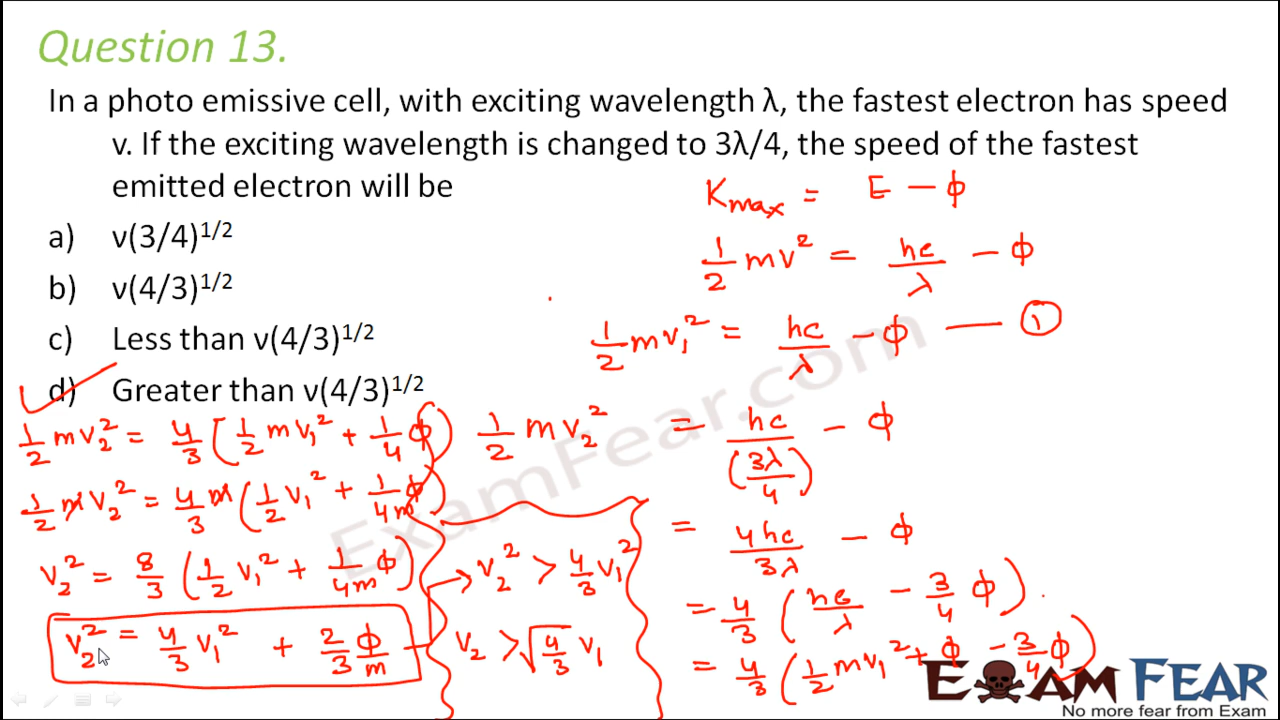 Question 13.
In a photo emissive cell, with exciting wavelength λ, the fastest electron has speed
v. If the exciting wavelength is changed to 3λ/4, the speed of the fastest
emitted electron will be
a) v(3/4)^1/2
b) v(4/3)^1/2
c) Less than v(4/3)^1/2
d) Greater than v(4/3)^1/2
Kmax = E − ϕ
1/2 mv² = hc/λ − ϕ
1/2 mv₁² = hc/λ − ϕ — ①
1/2 mv₂² = hc/(3λ/4) − ϕ
= 4hc/3λ − ϕ
= 4/3 (hc/λ − 3/4 ϕ)
= 4/3 (1/2 mv₁² + ϕ − 3/4 ϕ)
1/2 mv₂² = 4/3 (1/2 mv₁² + 1/4 ϕ)
1/2 mv₂² = 4/3 m (1/2 v₁² + 1/4m ϕ)
v₂² = 8/3 (1/2 v₁² + 1/4m ϕ)
v₂² = 4/3 v₁² + 2/3 ϕ/m
v₂² > 4/3 v₁²
v₂ > √4/3 v₁
ExamFear.com
EXAM FEAR
No more fear from Exam